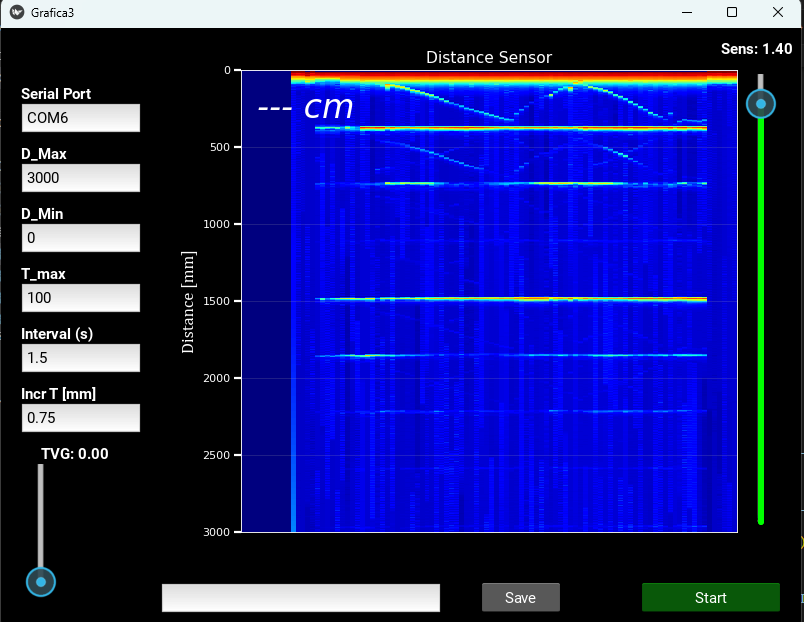 Grafica3
Sens: 1.40
Distance Sensor
--- cm
Serial Port
COM6
D_Max
3000
D_Min
0
T_max
100
Interval (s)
1.5
Incr T [mm]
0.75
TVG: 0.00
Distance [mm]
0
500
1000
1500
2000
2500
3000
Save
Start